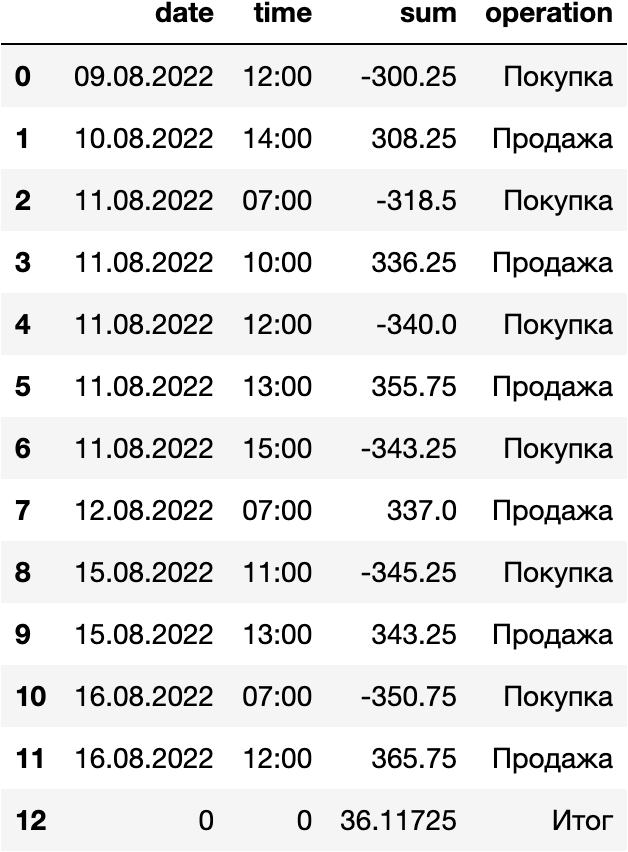 date time sum operation
0 09.08.2022 12:00 -300.25 Покупка
1 10.08.2022 14:00 308.25 Продажа
2 11.08.2022 07:00 -318.5 Покупка
3 11.08.2022 10:00 336.25 Продажа
4 11.08.2022 12:00 -340.0 Покупка
5 11.08.2022 13:00 355.75 Продажа
6 11.08.2022 15:00 -343.25 Покупка
7 12.08.2022 07:00 337.0 Продажа
8 15.08.2022 11:00 -345.25 Покупка
9 15.08.2022 13:00 343.25 Продажа
10 16.08.2022 07:00 -350.75 Покупка
11 16.08.2022 12:00 365.75 Продажа
12 0 0 36.11725 Итог